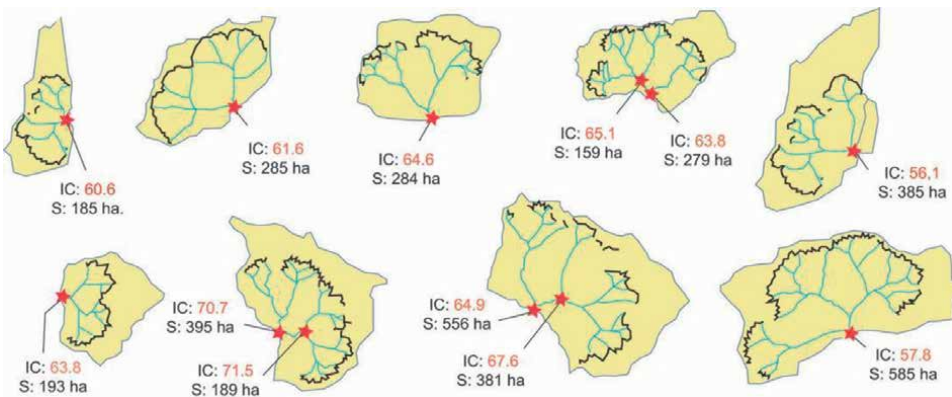 IC: 60.6
S: 185 ha.
IC: 61.6
S: 285 ha
IC: 64.6
S: 284 ha
IC: 65.1
S: 159 ha
IC: 63.8
S: 279 ha
IC: 56,1
S: 385 ha
IC: 63.8
S: 193 ha
IC: 70.7
S: 395 ha
IC: 71.5
S: 189 ha
IC: 64.9
S: 556 ha
IC: 67.6
S: 381 ha
IC: 57.8
S: 585 ha